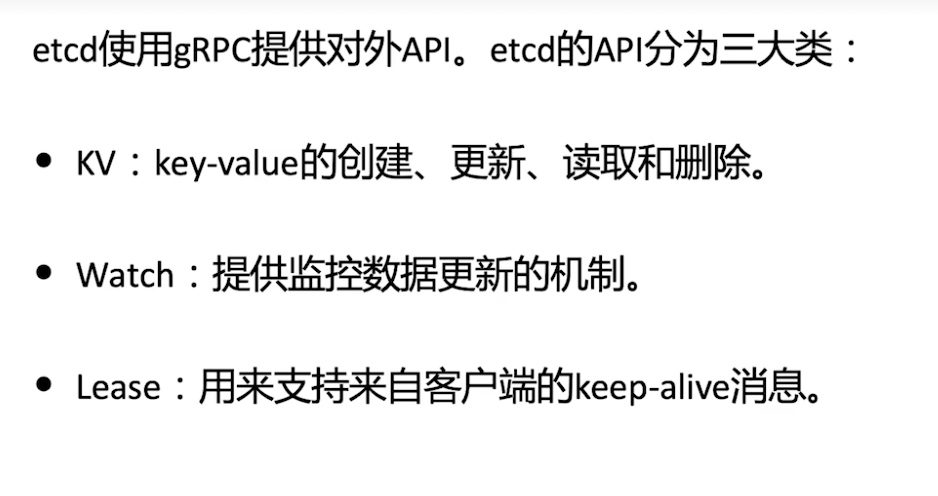 etcd使用gRPC提供对外API。etcd的API分为三大类：
• KV：key-value的创建、更新、读取和删除。
• Watch：提供监控数据更新的机制。
• Lease：用来支持来自客户端的keep-alive消息。